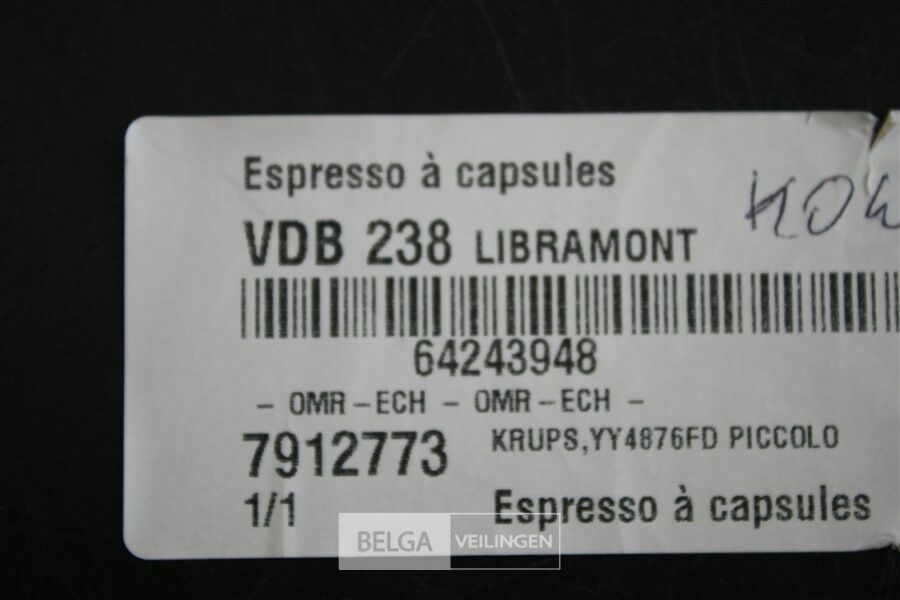 Espresso à capsules
VDB 238 LIBRAMONT
64243948
- OMR - ECH - OMR - ECH -
7912773 KRUPS,YY4876FD PICCOLO
1/1 Espresso à capsules
BELGA VEILINGEN